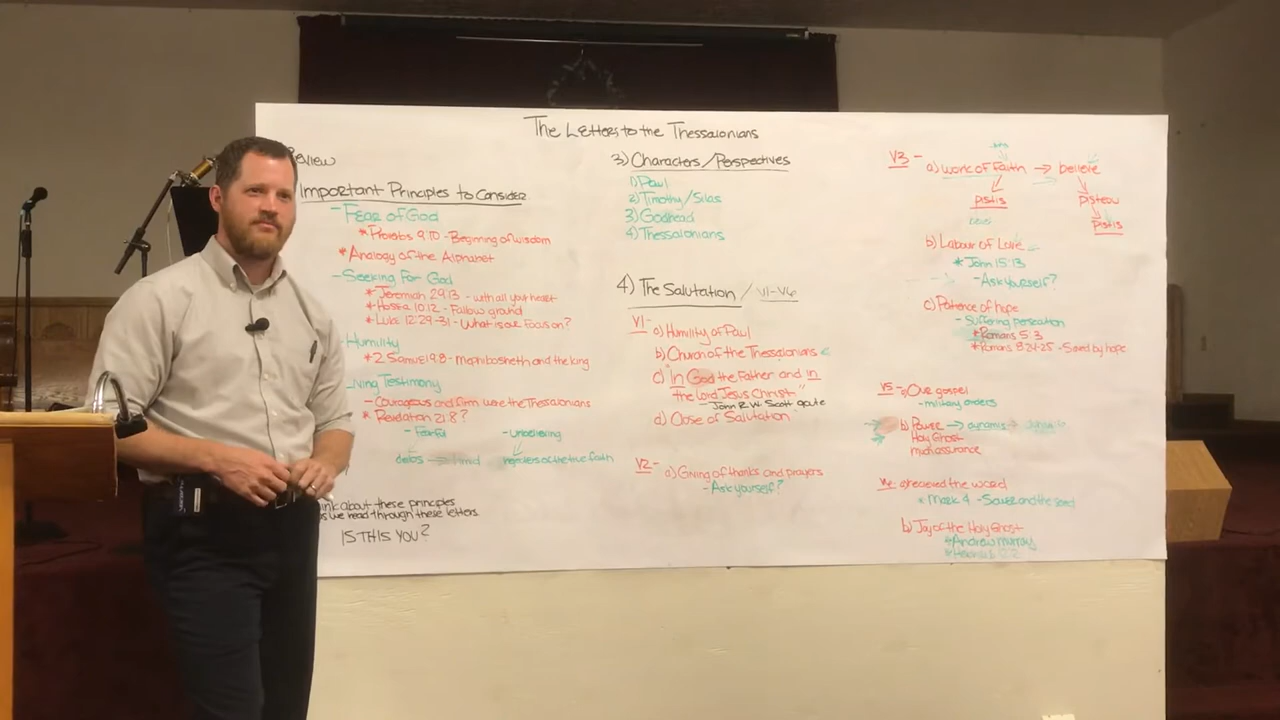 The Letters to the Thessalonians
Review
Important Principles to Consider
- Fear of God
* Proverbs 9:10 - Beginning of wisdom
* Analogy of the Alphabet
- Seeking For God
* Jeremiah 29:13 - with all your heart
* Hosea 10:12 - Fallow ground
* Luke 12:29-31 - What is our Focus on?
- Humility
* 2 Samuel 9:8 - Mephibosheth and the king
Living Testimony
- Courageous and firm were the Thessalonians
* Revelation 21:8?
- Fearful - unbelieving
deilos timid rejecters of the true faith
think about these principles
as we read through these letters.
IS THIS YOU?
3) Characters/Perspectives
1) Paul
2) Timothy/Silas
3) Godhead
4) Thessalonians
4) The Salutation / V1-V6
V1- a) Humility of Paul
b) Church of the Thessalonians
c) "In God the Father and in
the Lord Jesus Christ"
- John R.W. Scott quote
d) Close of Salutation
V2- a) Giving of thanks and prayers
- Ask yourself?
V3- a) work of faith → believe
pistis pisteou
pistis
b) Labour of Love
* John 15:13
- Ask yourself?
c) Patence of hope
- Suffering persecution
* Romans 5:3
* Romans 8:24-25 - Saved by hope
V5- a) Our gospel
- military orders
b) Power → dynamis →
Holy Ghost
much assurance
V6 a) recieved the word
* Mark 4 - Sower and the seed
b) Joy of the Holy Ghost
* Andrew Murray